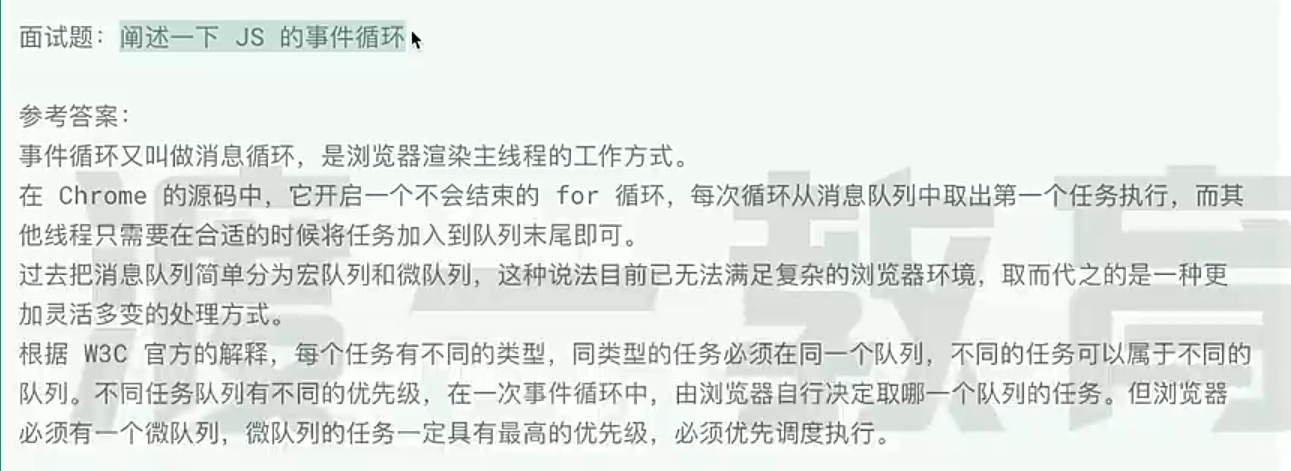 面试题：阐述一下 JS 的事件循环
参考答案：
事件循环又叫做消息循环，是浏览器渲染主线程的工作方式。
在 Chrome 的源码中，它开启一个不会结束的 for 循环，每次循环从消息队列中取出第一个任务执行，而其
他线程只需要在合适的时候将任务加入到队列末尾即可。
过去把消息队列简单分为宏队列和微队列，这种说法目前已无法满足复杂的浏览器环境，取而代之的是一种更
加灵活多变的处理方式。
根据 W3C 官方的解释，每个任务有不同的类型，同类型的任务必须在同一个队列，不同的任务可以属于不同的
队列。不同任务队列有不同的优先级，在一次事件循环中，由浏览器自行决定取哪一个队列的任务。但浏览器
必须有一个微队列，微队列的任务一定具有最高的优先级，必须优先调度执行。
渡一教育